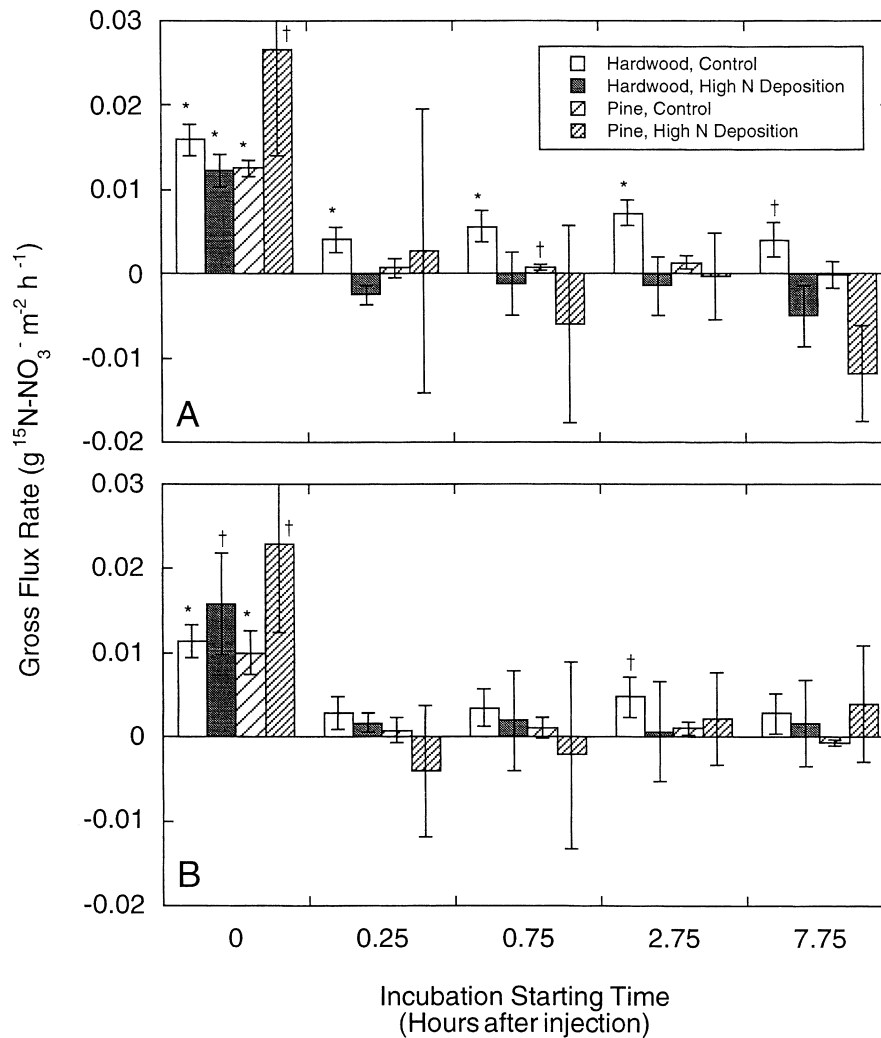 Gross Flux Rate (g ¹⁵N-NO₃⁻ m⁻² h⁻¹)
0.03
0.02
0.01
0
-0.01
-0.02
Hardwood, Control
Hardwood, High N Deposition
Pine, Control
Pine, High N Deposition
* * * †
*
* †
*
†
A
0.03
0.02
0.01
0
-0.01
-0.02
* † * †
†
B
0 0.25 0.75 2.75 7.75
Incubation Starting Time
(Hours after injection)